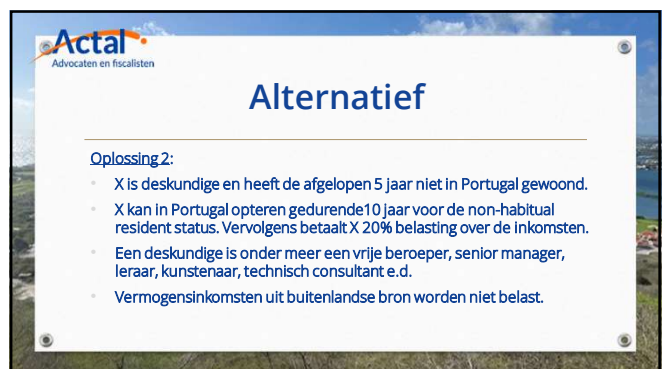 Actal
Advocaten en fiscalisten
Alternatief
Oplossing 2:
X is deskundige en heeft de afgelopen 5 jaar niet in Portugal gewoond.
X kan in Portugal opteren gedurende10 jaar voor de non-habitual
resident status. Vervolgens betaalt X 20% belasting over de inkomsten.
Een deskundige is onder meer een vrije beroeper, senior manager,
leraar, kunstenaar, technisch consultant e.d.
Vermogensinkomsten uit buitenlandse bron worden niet belast.